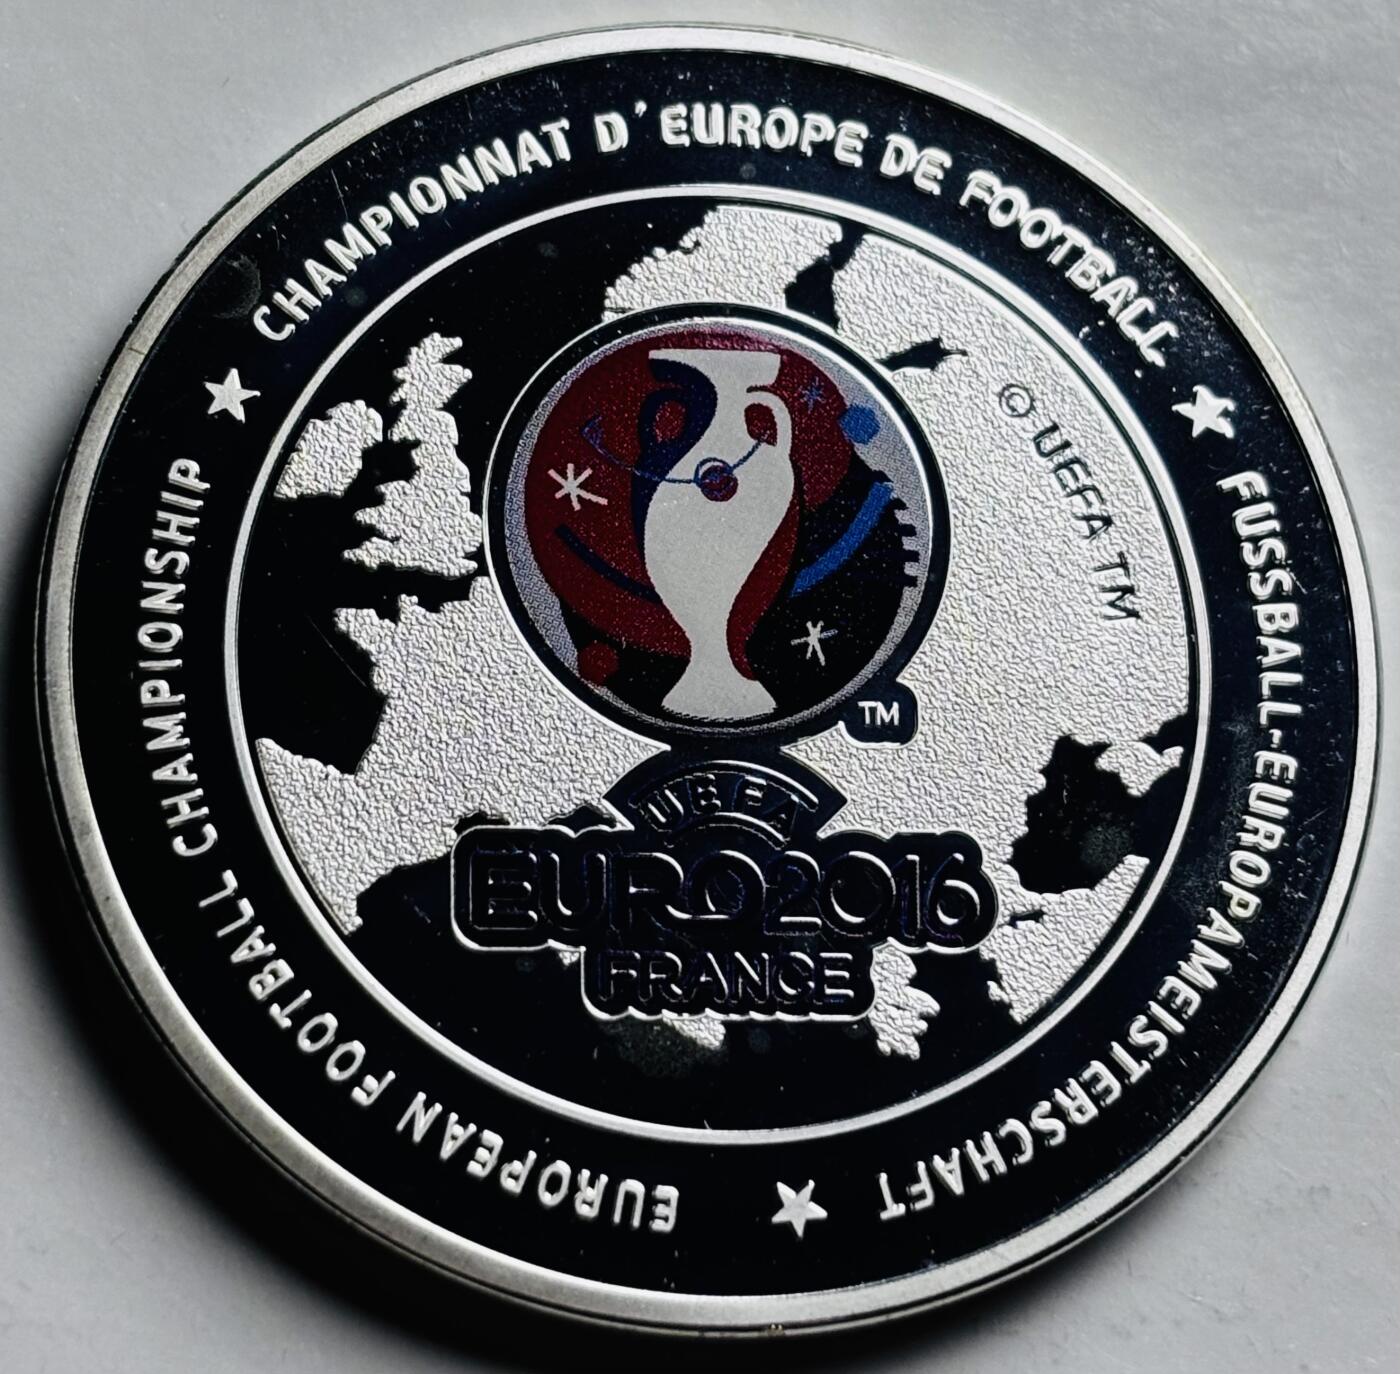 CHAMPIONNAT D'EUROPE DE FOOTBALL
FUSSBALL-EUROPAMEISTERSCHAFT
EUROPEAN FOOTBALL CHAMPIONSHIP
© UEFA TM
TM
UEFA
EURO2016
FRANCE